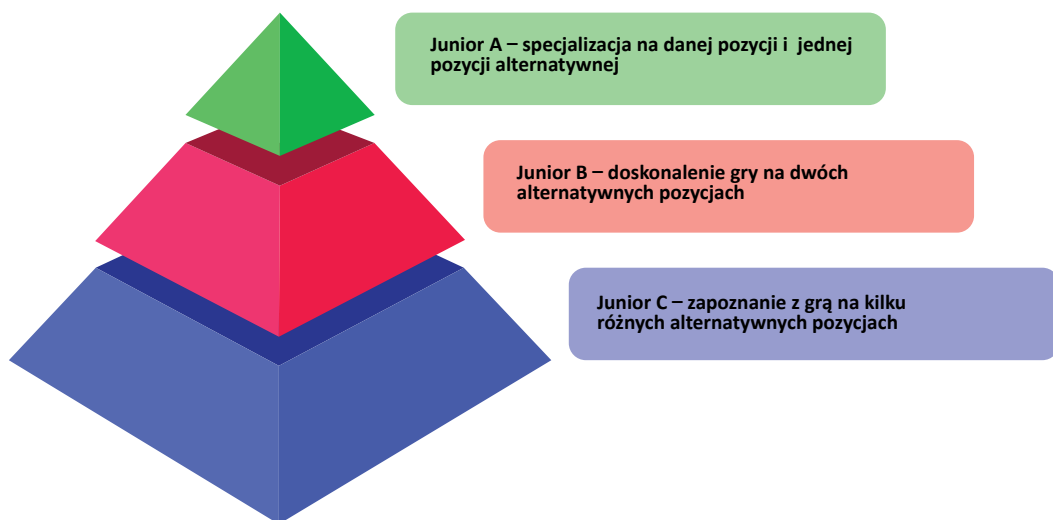 Junior A – specjalizacja na danej pozycji i  jednej
pozycji alternatywnej
Junior B – doskonalenie gry na dwóch
alternatywnych pozycjach
Junior C – zapoznanie z grą na kilku
różnych alternatywnych pozycjach